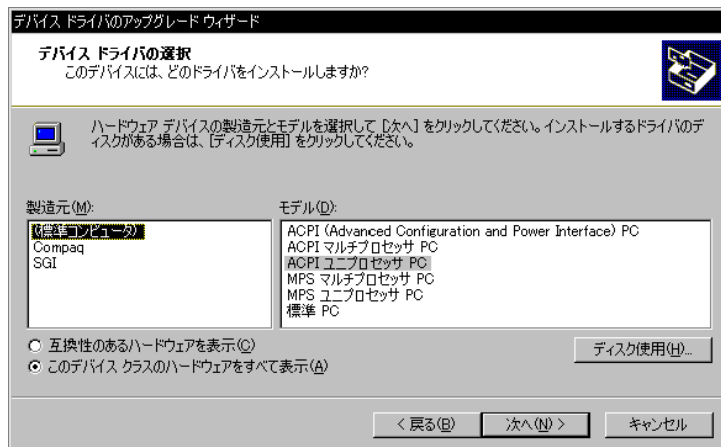 デバイス ドライバのアップグレード ウィザード
デバイス ドライバの選択
このデバイスには、どのドライバをインストールしますか?
ハードウェア デバイスの製造元とモデルを選択して [次へ] をクリックしてください。インストールするドライバのデ
ィスクがある場合は、[ディスク使用] をクリックしてください。
製造元(M):
(標準コンピュータ)
Compaq
SGI
モデル(D):
ACPI (Advanced Configuration and Power Interface) PC
ACPI マルチプロセッサ PC
ACPI ユニプロセッサ PC
MPS マルチプロセッサ PC
MPS ユニプロセッサ PC
標準 PC
互換性のあるハードウェアを表示(C)
このデバイス クラスのハードウェアをすべて表示(A)
ディスク使用(H)...
< 戻る(B)
次へ(N) >
キャンセル